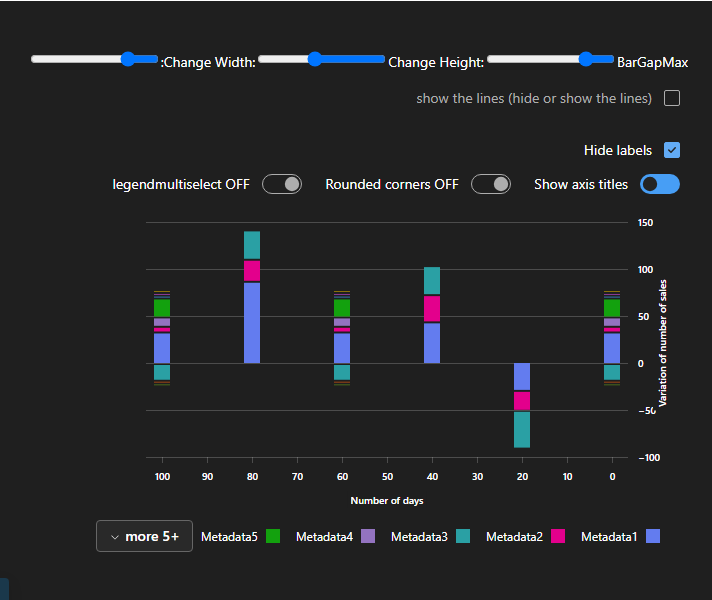 :Change Width: Change Height: BarGapMax
show the lines (hide or show the lines)
Hide labels
legendmultiselect OFF Rounded corners OFF Show axis titles
150
100
50
0
−50
−100
Variation of number of sales
100 90 80 70 60 50 40 30 20 10 0
Number of days
more 5+ Metadata5 Metadata4 Metadata3 Metadata2 Metadata1